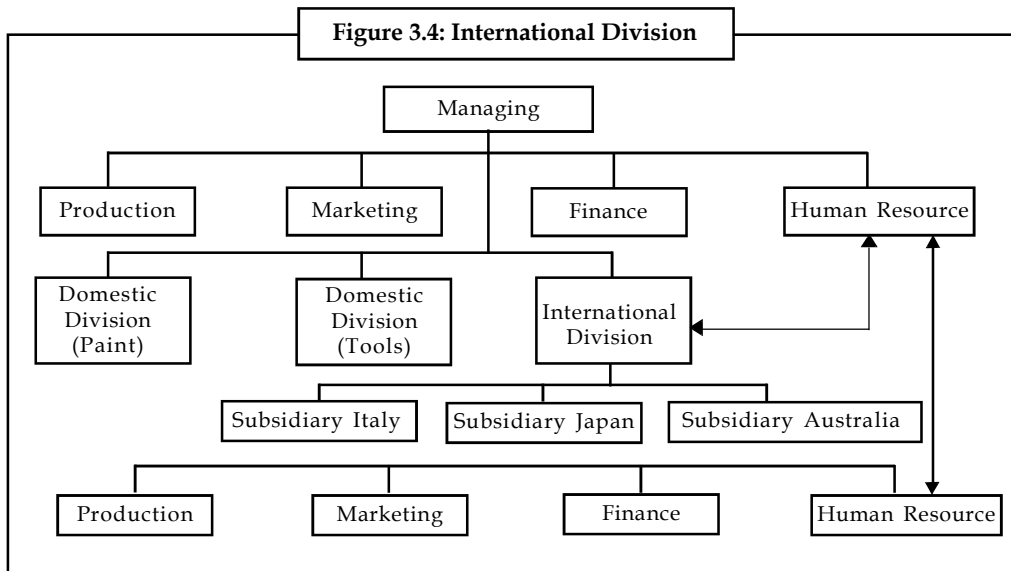 Figure 3.4: International Division
Managing
Production
Marketing
Finance
Human Resource
Domestic
Division
(Paint)
Domestic
Division
(Tools)
International
Division
Subsidiary Italy
Subsidiary Japan
Subsidiary Australia
Production
Marketing
Finance
Human Resource